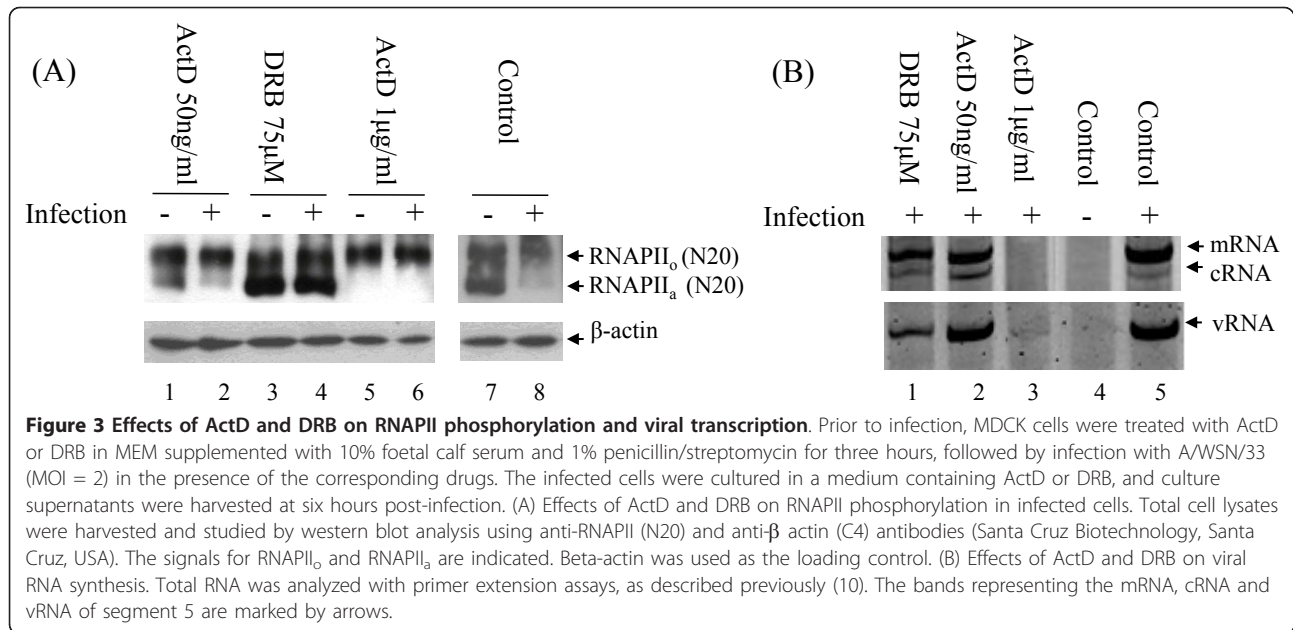 (A)
ActD 50ng/ml
DRB 75µM
ActD 1µg/ml
Control
Infection - + - + - + - +
RNAPIIₒ (N20)
RNAPIIₐ (N20)
β-actin
1 2 3 4 5 6 7 8
(B)
DRB 75µM
ActD 50ng/ml
ActD 1µg/ml
Control
Control
Infection + + + - +
mRNA
cRNA
vRNA
1 2 3 4 5
Figure 3 Effects of ActD and DRB on RNAPII phosphorylation and viral transcription. Prior to infection, MDCK cells were treated with ActD
or DRB in MEM supplemented with 10% foetal calf serum and 1% penicillin/streptomycin for three hours, followed by infection with A/WSN/33
(MOI = 2) in the presence of the corresponding drugs. The infected cells were cultured in a medium containing ActD or DRB, and culture
supernatants were harvested at six hours post-infection. (A) Effects of ActD and DRB on RNAPII phosphorylation in infected cells. Total cell lysates
were harvested and studied by western blot analysis using anti-RNAPII (N20) and anti-β actin (C4) antibodies (Santa Cruz Biotechnology, Santa
Cruz, USA). The signals for RNAPIIₒ and RNAPIIₐ are indicated. Beta-actin was used as the loading control. (B) Effects of ActD and DRB on viral
RNA synthesis. Total RNA was analyzed with primer extension assays, as described previously (10). The bands representing the mRNA, cRNA and
vRNA of segment 5 are marked by arrows.